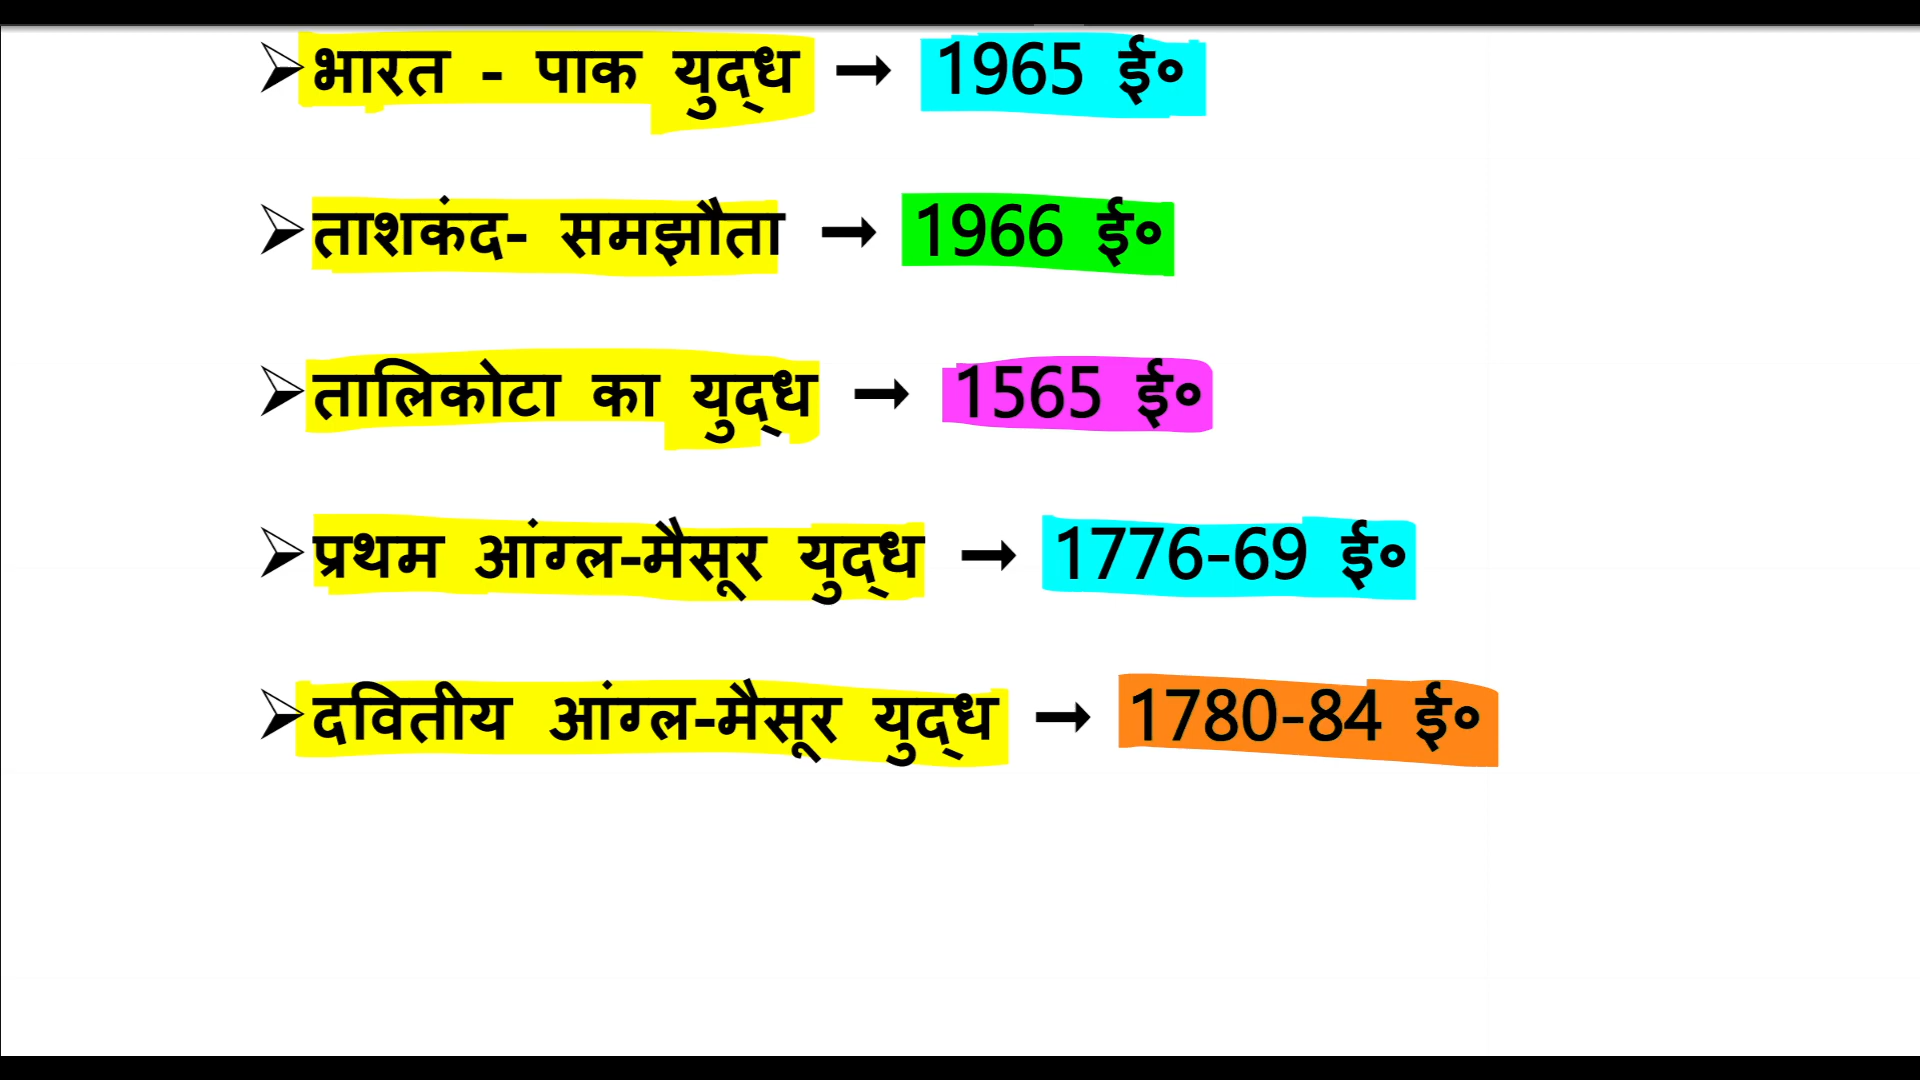 ➢भारत - पाक युद्ध → 1965 ई०
➢ताशकंद- समझौता → 1966 ई०
➢तालिकोटा का युद्ध → 1565 ई०
➢प्रथम आंग्ल-मैसूर युद्ध → 1776-69 ई०
➢दवितीय आंग्ल-मैसूर युद्ध → 1780-84 ई०